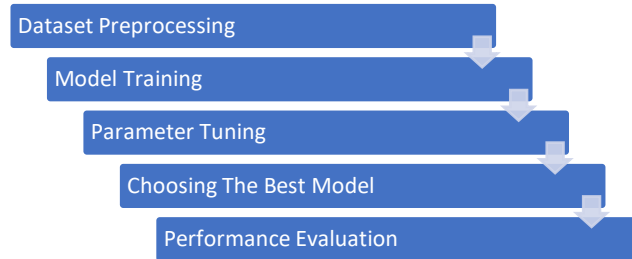 Dataset Preprocessing
Model Training
Parameter Tuning
Choosing The Best Model
Performance Evaluation